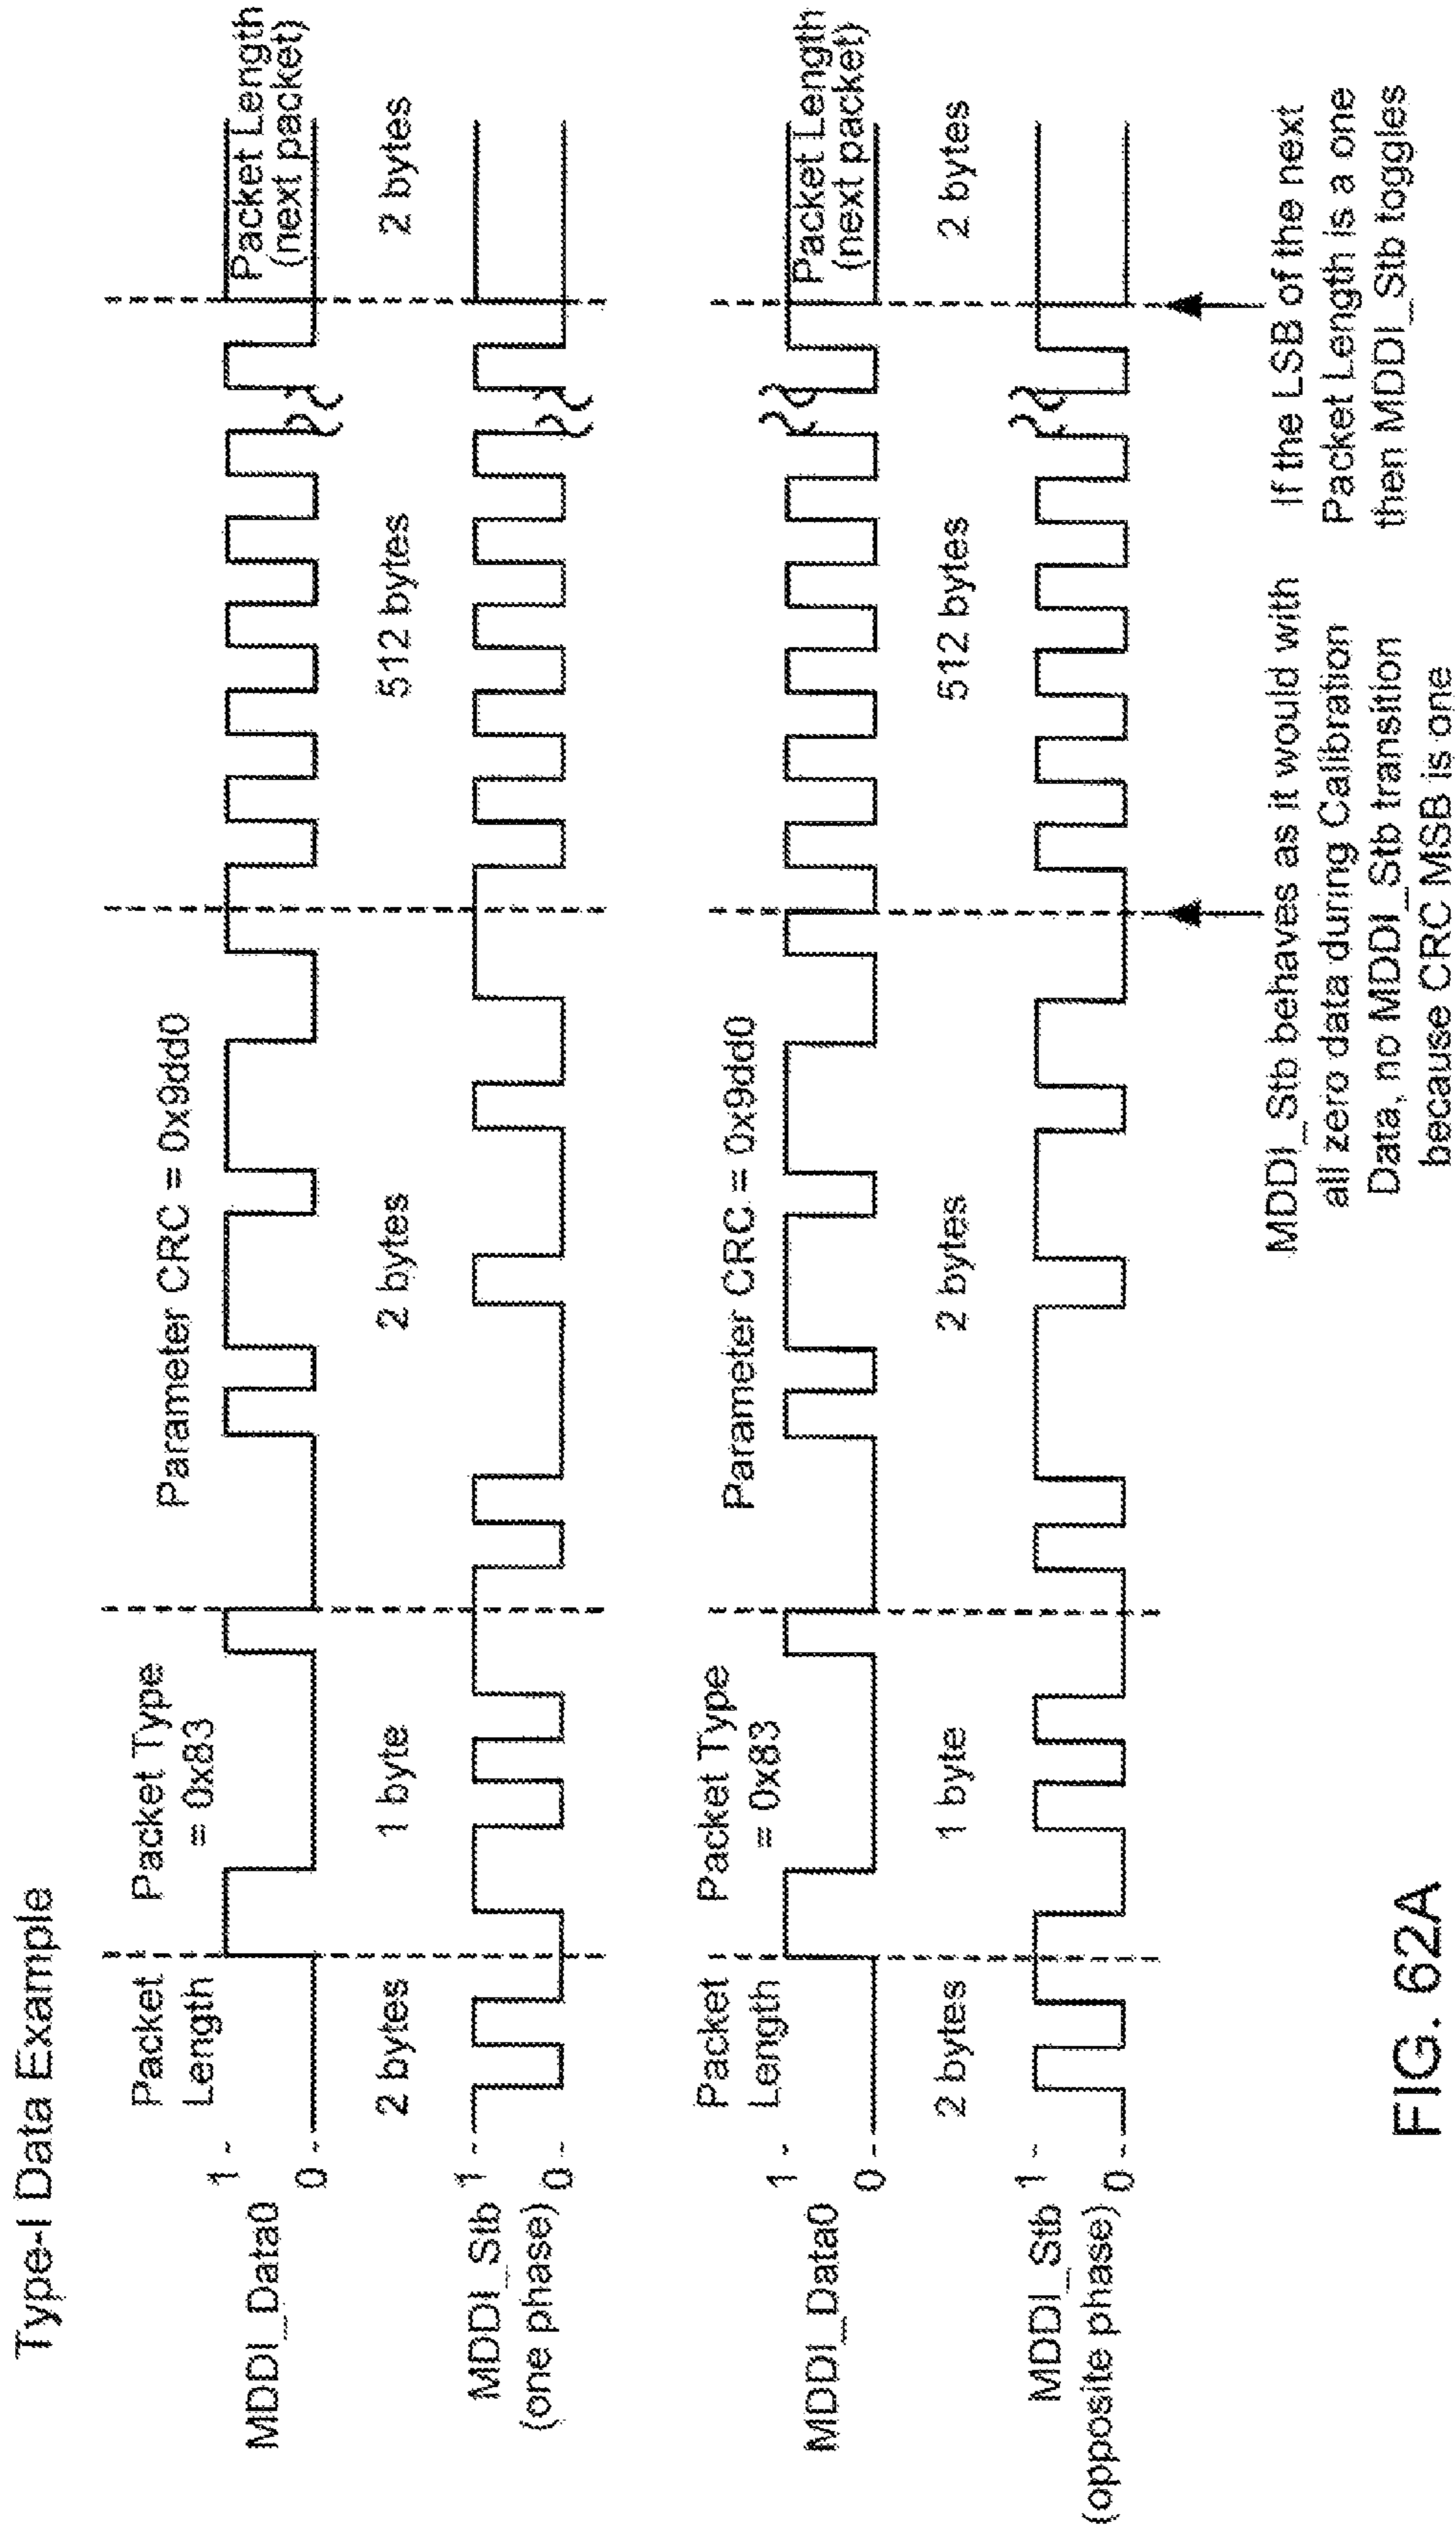 Type-I Data Example
Packet
Length
Packet Type
= 0x83
Parameter CRC = 0x9dd0
Packet Length
(next packet)
MDDI_Data0
1
0
2 bytes
1 byte
2 bytes
512 bytes
2 bytes
MDDI_Stb
(one phase)
1
0
Packet
Length
Packet Type
= 0x83
Parameter CRC = 0x9dd0
Packet Length
(next packet)
MDDI_Data0
1
0
2 bytes
1 byte
2 bytes
512 bytes
2 bytes
MDDI_Stb
(opposite phase)
1
0
MDDI_Stb behaves as it would with
all zero data during Calibration
Data, no MDDI_Stb transition
because CRC MSB is one
If the LSB of the next
Packet Length is a one
then MDDI_Stb toggles
FIG. 62A